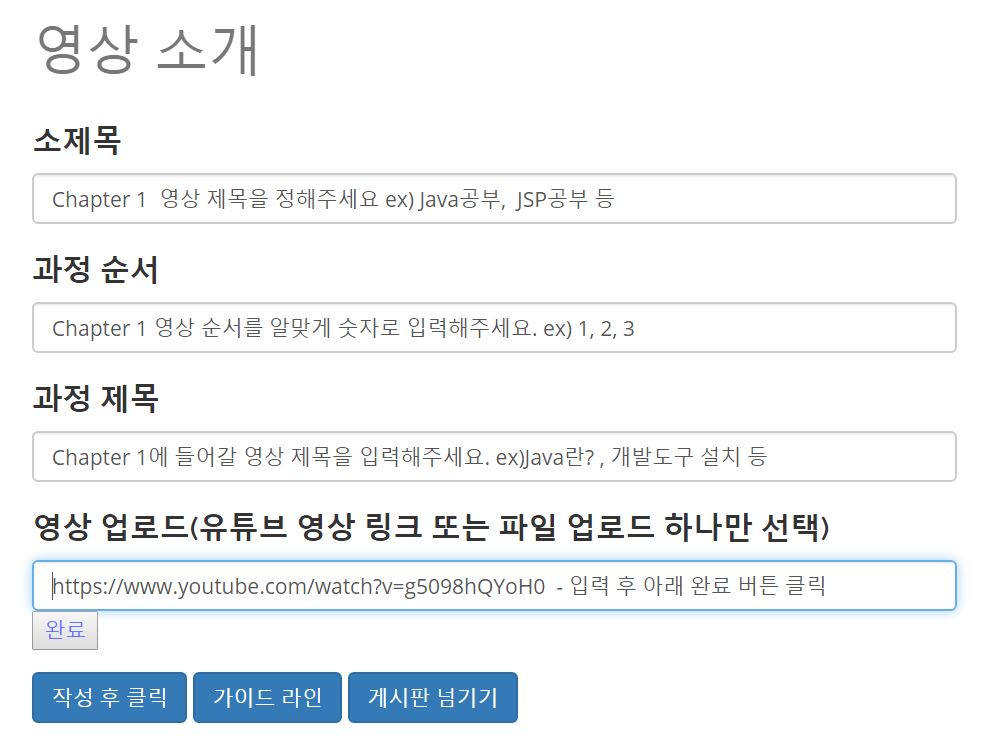 영상 소개
소제목
Chapter 1  영상 제목을 정해주세요 ex) Java공부,  JSP공부 등
과정 순서
Chapter 1 영상 순서를 알맞게 숫자로 입력해주세요. ex) 1, 2, 3
과정 제목
Chapter 1에 들어갈 영상 제목을 입력해주세요. ex)Java란? , 개발도구 설치 등
영상 업로드(유튜브 영상 링크 또는 파일 업로드 하나만 선택)
https://www.youtube.com/watch?v=g5098hQYoH0  - 입력 후 아래 완료 버튼 클릭
완료
작성 후 클릭 가이드 라인 게시판 넘기기